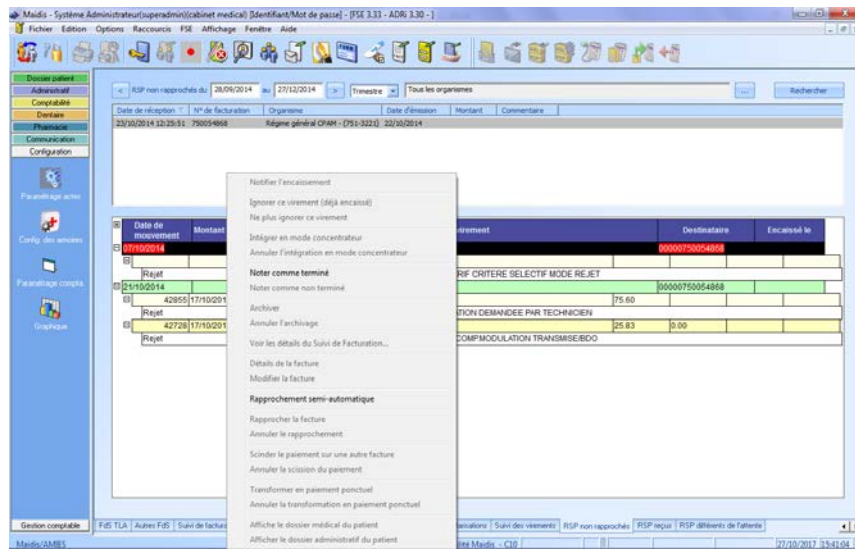 Maidis - Système Administrateur(superadmin)(cabinet medical) [Identifiant/Mot de passe] - [FSE 3.33 - ADRi 3.30 - ]
Fichier Edition Options Raccourcis FSE Affichage Fenêtre Aide
Dossier patient
Administratif
Comptabilité
Dentaire
Pharmacie
Communication
Configuration
Paramétrage actes
Config. des armoires
Paramétrage compta.
Graphique
Gestion comptable
< RSP non rapprochés du 28/09/2014 au 27/12/2014 > Trimestre Tous les organismes ... Rechercher
Date de réception N° de facturation Organisme Date d'émission Montant Commentaire
23/10/2014 12:25:51 750054868 Régime général CPAM - (751-3221) 22/10/2014
Date de mouvement Montant virement Destinataire Encaissé le
07/10/2014 00000750054868
Rejet RIF CRITERE SELECTIF MODE REJET
21/10/2014 00000750054868
42855 17/10/201 75.60
Rejet TION DEMANDEE PAR TECHNICIEN
42728 17/10/201 25.83 0.00
Rejet COMP.MODULATION TRANSMISE/BDO
Notifier l'encaissement
Ignorer ce virement (déjà encaissé)
Ne plus ignorer ce virement
Intégrer en mode concentrateur
Annuler l'intégration en mode concentrateur
Noter comme terminé
Noter comme non terminé
Archiver
Annuler l'archivage
Voir les détails du Suivi de Facturation...
Détails de la facture
Modifier la facture
Rapprochement semi-automatique
Rapprocher la facture
Annuler le rapprochement
Scinder le paiement sur une autre facture
Annuler la scission du paiement
Transformer en paiement ponctuel
Annuler la transformation en paiement ponctuel
Affiche le dossier médical du patient
Afficher le dossier administratif du patient
FdS TLA Autres FdS Suivi de factura Suivi des virements RSP non rapprochés RSP reçus RSP différents de l'attente
Maidis/AMIES ité Maidis - C10 27/10/2017 15:41:04